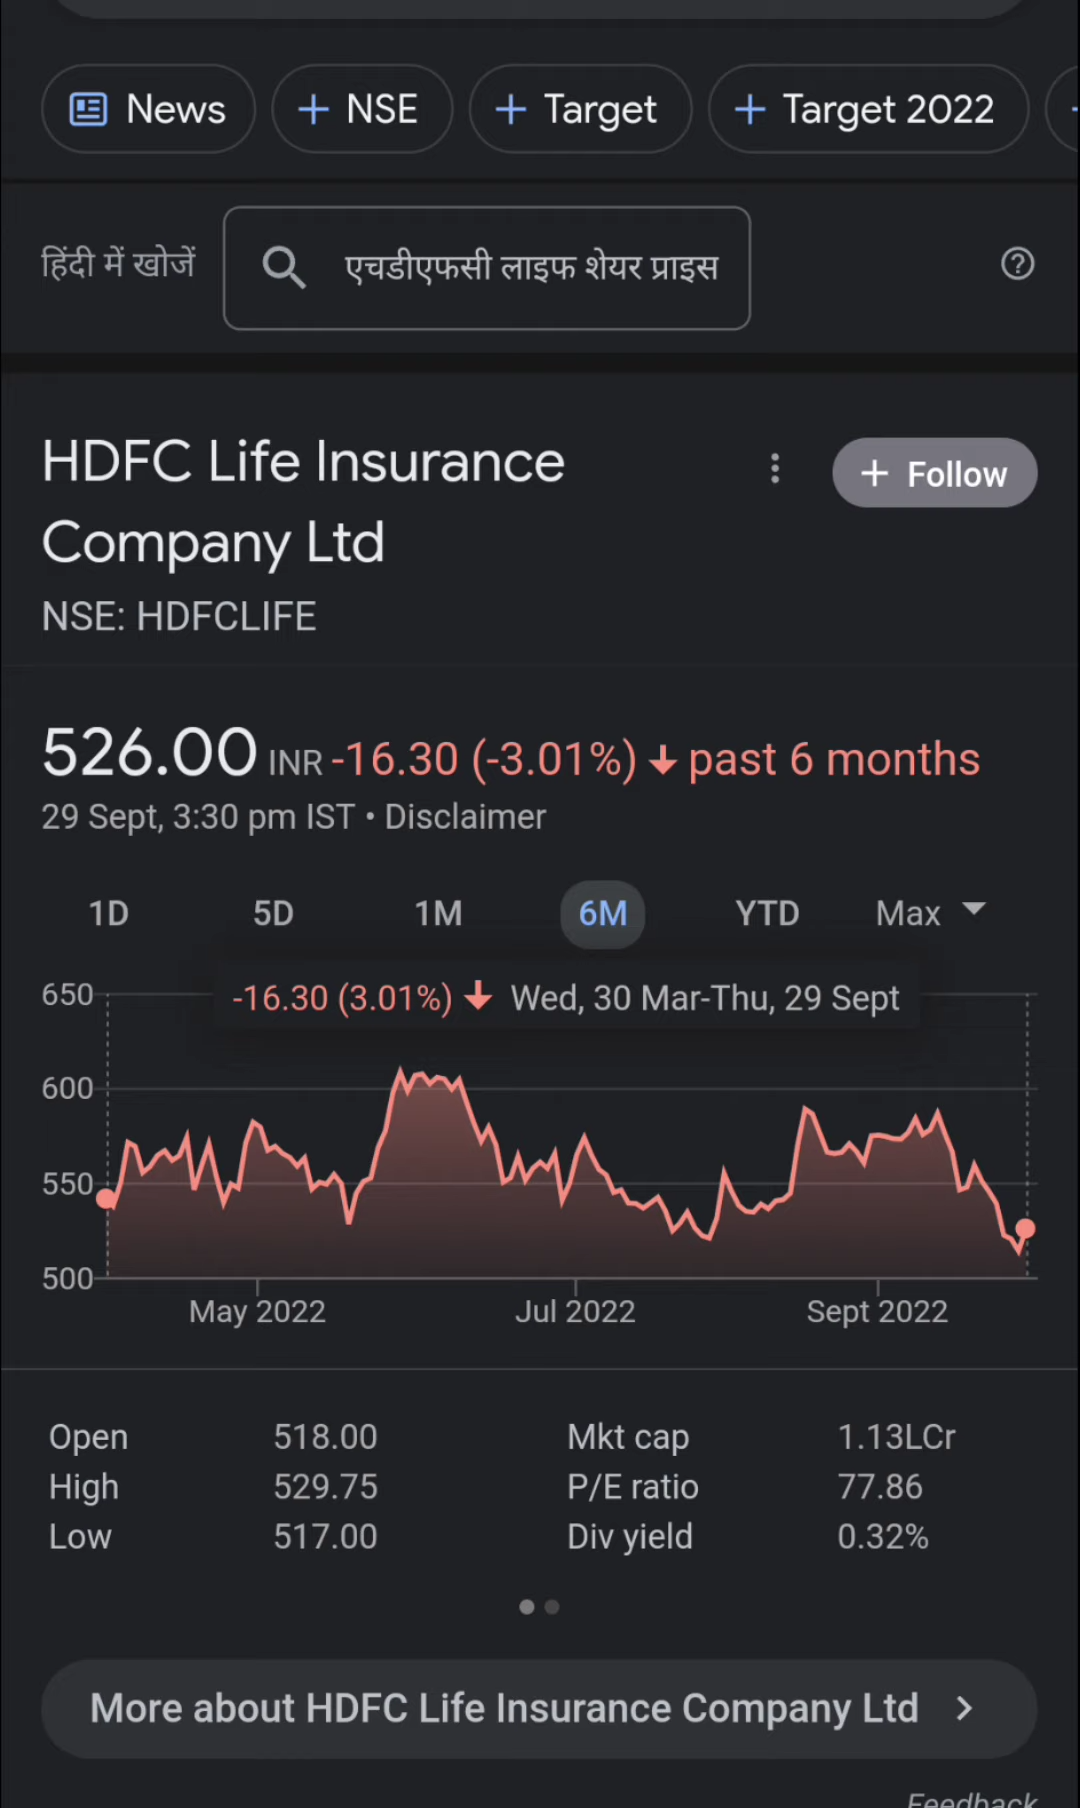 News
NSE
Target
Target 2022
हिंदी में खोजें
एचडीएफसी लाइफ शेयर प्राइस
HDFC Life Insurance
Company Ltd
Follow
NSE: HDFCLIFE
526.00 INR -16.30 (-3.01%) ↓ past 6 months
29 Sept, 3:30 pm IST • Disclaimer
1D 5D 1M 6M YTD Max
-16.30 (3.01%) ↓ Wed, 30 Mar-Thu, 29 Sept
650
600
550
500
May 2022 Jul 2022 Sept 2022
Open 518.00 Mkt cap 1.13LCr
High 529.75 P/E ratio 77.86
Low 517.00 Div yield 0.32%
More about HDFC Life Insurance Company Ltd
Feedback